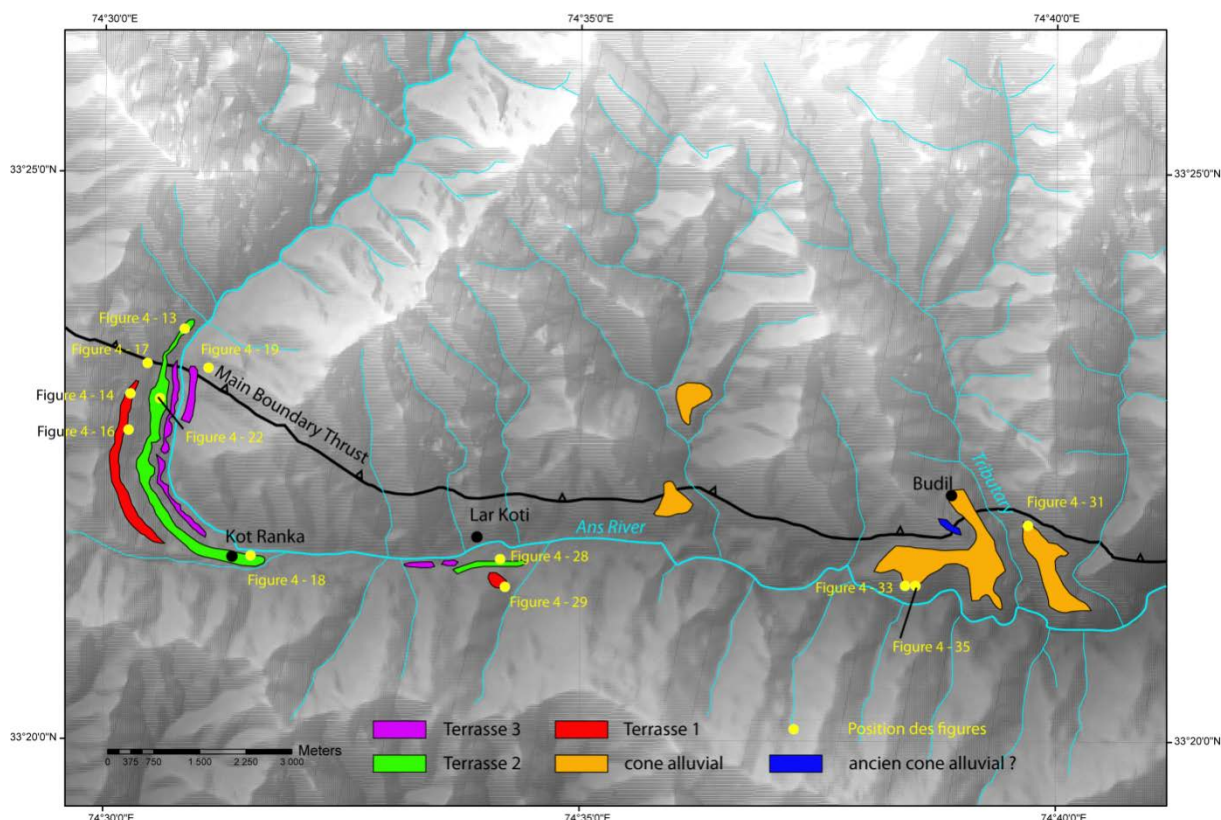 74°30'0"E
74°35'0"E
74°40'0"E
33°25'0"N
33°25'0"N
Figure 4 - 13
Figure 4 - 17
Figure 4 - 19
Main Boundary Thrust
Figure 4 - 14
Figure 4 - 16
Figure 4 - 22
Budil
Tributary
Figure 4 - 31
Lar Koti
Ans River
Kot Ranka
Figure 4 - 28
Figure 4 - 18
Figure 4 - 29
Figure 4 - 33
Figure 4 - 35
Terrasse 3
Terrasse 1
Position des figures
33°20'0"N
33°20'0"N
Meters
Terrasse 2
cone alluvial
ancien cone alluvial ?
0 375 750 1.500 2.250 3.000
74°30'0"E
74°35'0"E
74°40'0"E